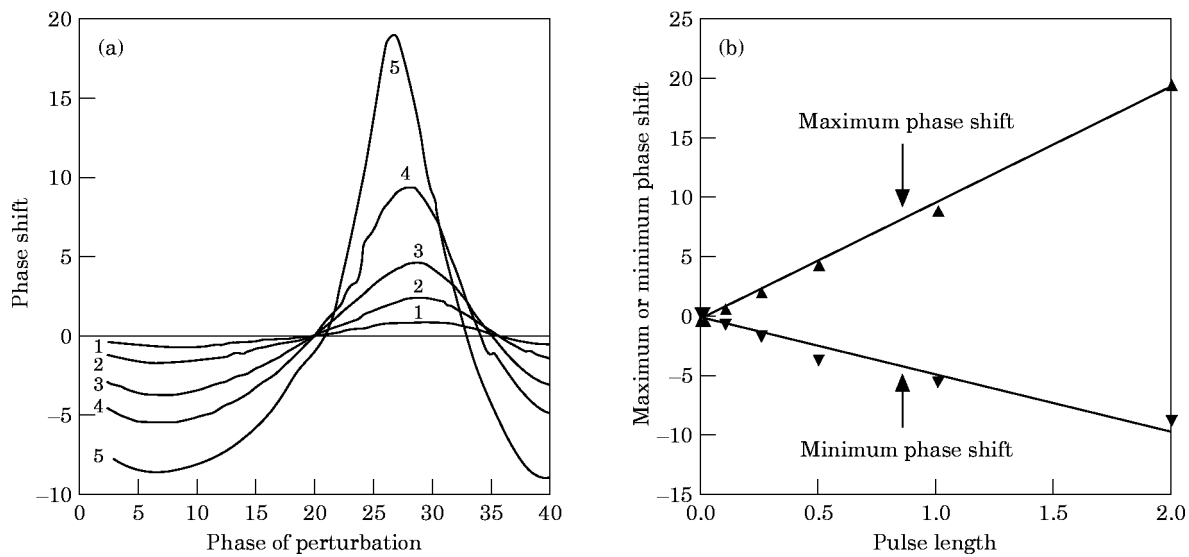 (a)
Phase shift
20
15
10
5
0
−5
−10
5
4
3
2
1
1
2
3
4
5
0 5 10 15 20 25 30 35 40
Phase of perturbation
(b)
Maximum or minimum phase shift
25
20
15
10
5
0
−5
−10
−15
Maximum phase shift
Minimum phase shift
0.0 0.5 1.0 1.5 2.0
Pulse length